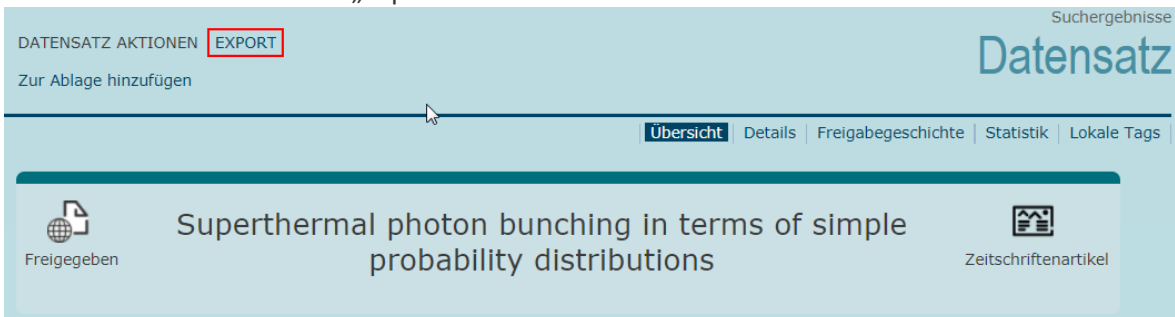 Suchergebnisse
DATENSATZ AKTIONEN EXPORT
Datensatz
Zur Ablage hinzufügen
Übersicht | Details | Freigabegeschichte | Statistik | Lokale Tags |
Superthermal photon bunching in terms of simple
probability distributions
Freigegeben
Zeitschriftenartikel